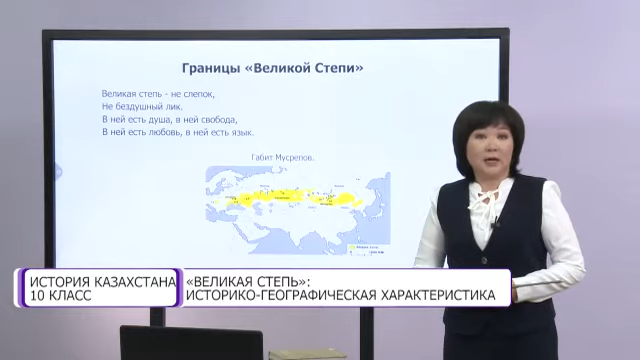 Границы «Великой Степи»
Великая степь - не слепок,
Не бездушный лик.
В ней есть душа, в ней свобода,
В ней есть любовь, в ней есть язык.
Габит Мусрепов.
ИСТОРИЯ КАЗАХСТАНА
10 КЛАСС
«ВЕЛИКАЯ СТЕПЬ»:
ИСТОРИКО-ГЕОГРАФИЧЕСКАЯ ХАРАКТЕРИСТИКА